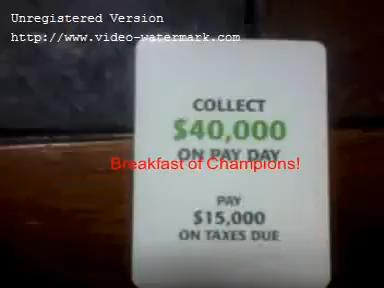 Unregistered Version
http://www.video-watermark.com
COLLECT
$40,000
ON PAY DAY
Breakfast of Champions!
PAY
$15,000
ON TAXES DUE